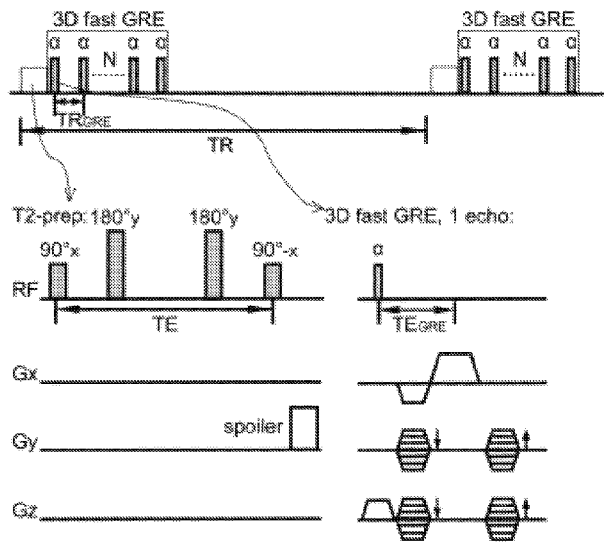 3D fast GRE 3D fast GRE
α α N α α α α N α α
TRGRE
TR
T2-prep: 180°y 180°y 3D fast GRE, 1 echo:
90°x 90°-x α
RF
TE TEGRE
Gx
spoiler
Gy
Gz